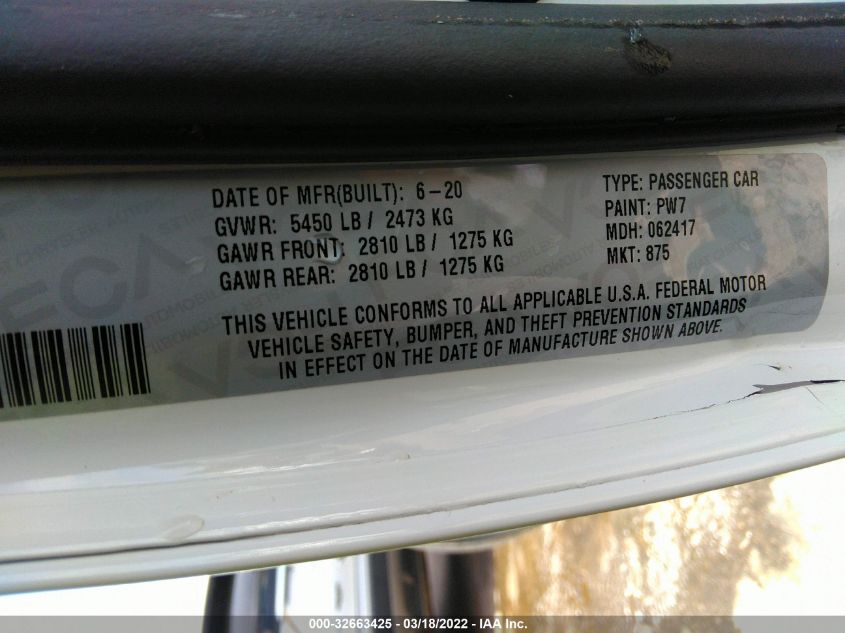 DATE OF MFR(BUILT): 6-20
GVWR: 5450 LB / 2473 KG
GAWR FRONT: 2810 LB / 1275 KG
GAWR REAR: 2810 LB / 1275 KG
TYPE: PASSENGER CAR
PAINT: PW7
MDH: 062417
MKT: 875
THIS VEHICLE CONFORMS TO ALL APPLICABLE U.S.A. FEDERAL MOTOR
VEHICLE SAFETY, BUMPER, AND THEFT PREVENTION STANDARDS
IN EFFECT ON THE DATE OF MANUFACTURE SHOWN ABOVE.
000-32663425 - 03/18/2022 - IAA Inc.